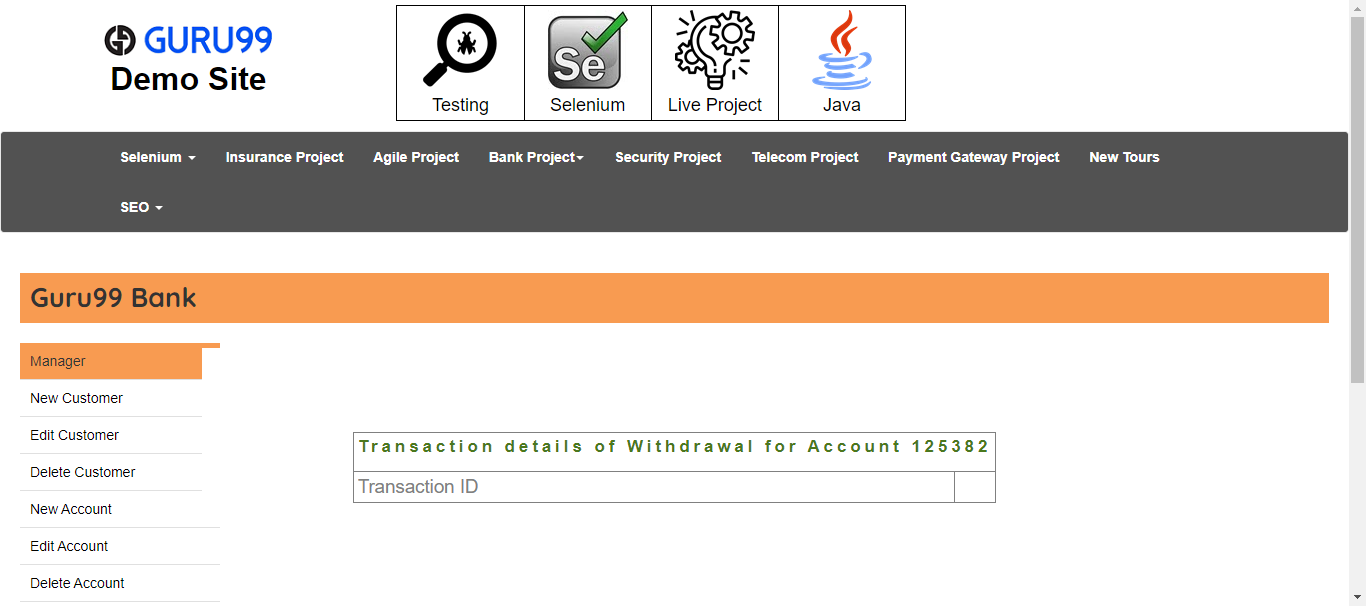 GURU99
Demo Site
Se
Testing
Selenium
Live Project
Java
Selenium
Insurance Project
Agile Project
Bank Project
Security Project
Telecom Project
Payment Gateway Project
New Tours
SEO
Guru99 Bank
Manager
New Customer
Edit Customer
Delete Customer
New Account
Edit Account
Delete Account
Transaction details of Withdrawal for Account 125382
Transaction ID